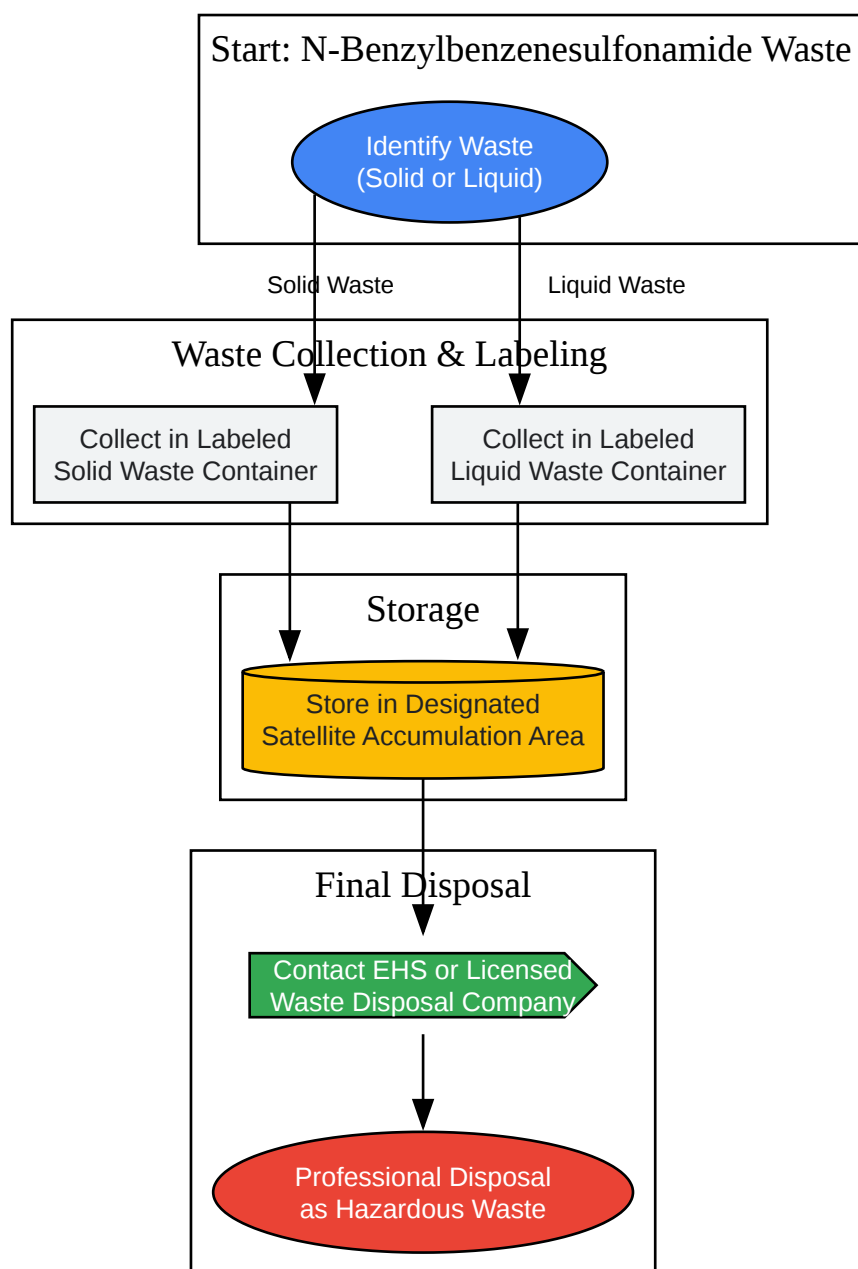 Start: N-Benzylbenzenesulfonamide Waste
Identify Waste
(Solid or Liquid)
Solid Waste
Liquid Waste
Waste Collection & Labeling
Collect in Labeled
Solid Waste Container
Collect in Labeled
Liquid Waste Container
Storage
Store in Designated
Satellite Accumulation Area
Final Disposal
Contact EHS or Licensed
Waste Disposal Company
Professional Disposal
as Hazardous Waste